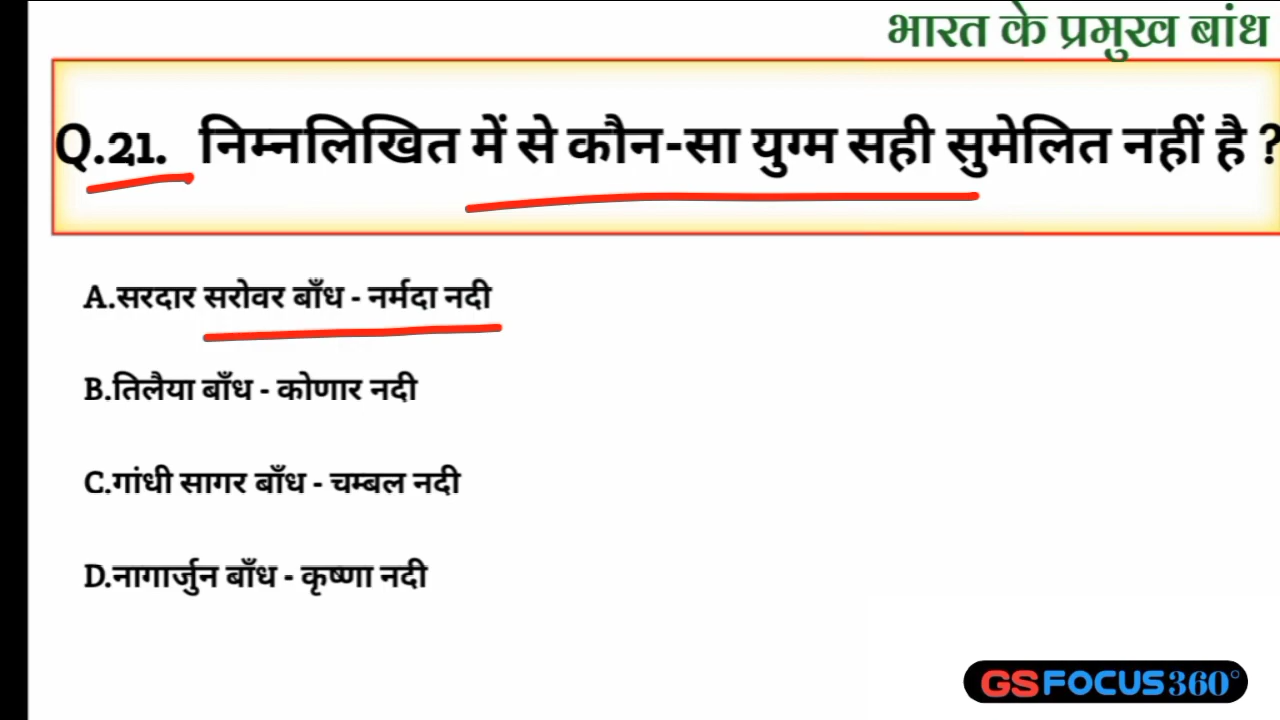 भारत के प्रमुख बांध
Q.21. निम्नलिखित में से कौन-सा युग्म सही सुमेलित नहीं है ?
A.सरदार सरोवर बाँध - नर्मदा नदी
B.तिलैया बाँध - कोणार नदी
C.गांधी सागर बाँध - चम्बल नदी
D.नागार्जुन बाँध - कृष्णा नदी
GSFOCUS360°